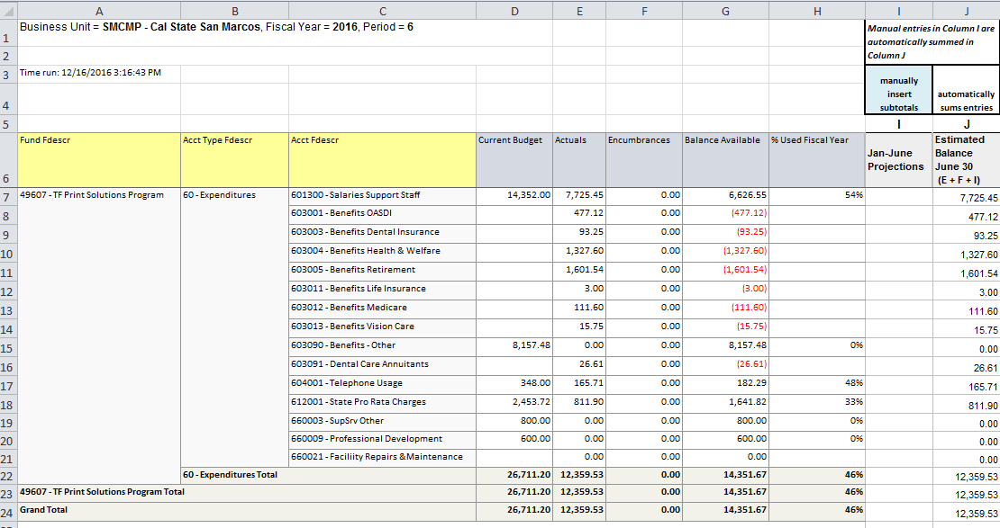 A B C D E F G H I J
1 Business Unit = SMCMP - Cal State San Marcos, Fiscal Year = 2016, Period = 6
Manual entries in Column I are
automatically summed in
2 Column J
3 Time run: 12/16/2016 3:16:43 PM
manually
insert automatically
4 subtotals sums entries
5 I J
Fund Fdescr Acct Type Fdescr Acct Fdescr Current Budget Actuals Encumbrances Balance Available % Used Fiscal Year Estimated
Jan-June Balance
Projections June 30
6 (E + F + I)
7 49607 - TF Print Solutions Program 60 - Expenditures 601300 - Salaries Support Staff 14,352.00 7,725.45 0.00 6,626.55 54% 7,725.45
8 603001 - Benefits OASDI 477.12 0.00 (477.12) 477.12
9 603003 - Benefits Dental Insurance 93.25 0.00 (93.25) 93.25
10 603004 - Benefits Health & Welfare 1,327.60 0.00 (1,327.60) 1,327.60
11 603005 - Benefits Retirement 1,601.54 0.00 (1,601.54) 1,601.54
12 603011 - Benefits Life Insurance 3.00 0.00 (3.00) 3.00
13 603012 - Benefits Medicare 111.60 0.00 (111.60) 111.60
14 603013 - Benefits Vision Care 15.75 0.00 (15.75) 15.75
15 603090 - Benefits - Other 8,157.48 0.00 0.00 8,157.48 0% 0.00
16 603091 - Dental Care Annuitants 26.61 0.00 (26.61) 26.61
17 604001 - Telephone Usage 348.00 165.71 0.00 182.29 48% 165.71
18 612001 - State Pro Rata Charges 2,453.72 811.90 0.00 1,641.82 33% 811.90
19 660003 - SupSrv Other 800.00 0.00 0.00 800.00 0% 0.00
20 660009 - Professional Development 600.00 0.00 0.00 600.00 0% 0.00
21 660021 - Faciliity Repairs & Maintenance 0.00 0.00 0.00 0.00
22 60 - Expenditures Total 26,711.20 12,359.53 0.00 14,351.67 46% 12,359.53
23 49607 - TF Print Solutions Program Total 26,711.20 12,359.53 0.00 14,351.67 46% 12,359.53
24 Grand Total 26,711.20 12,359.53 0.00 14,351.67 46% 12,359.53